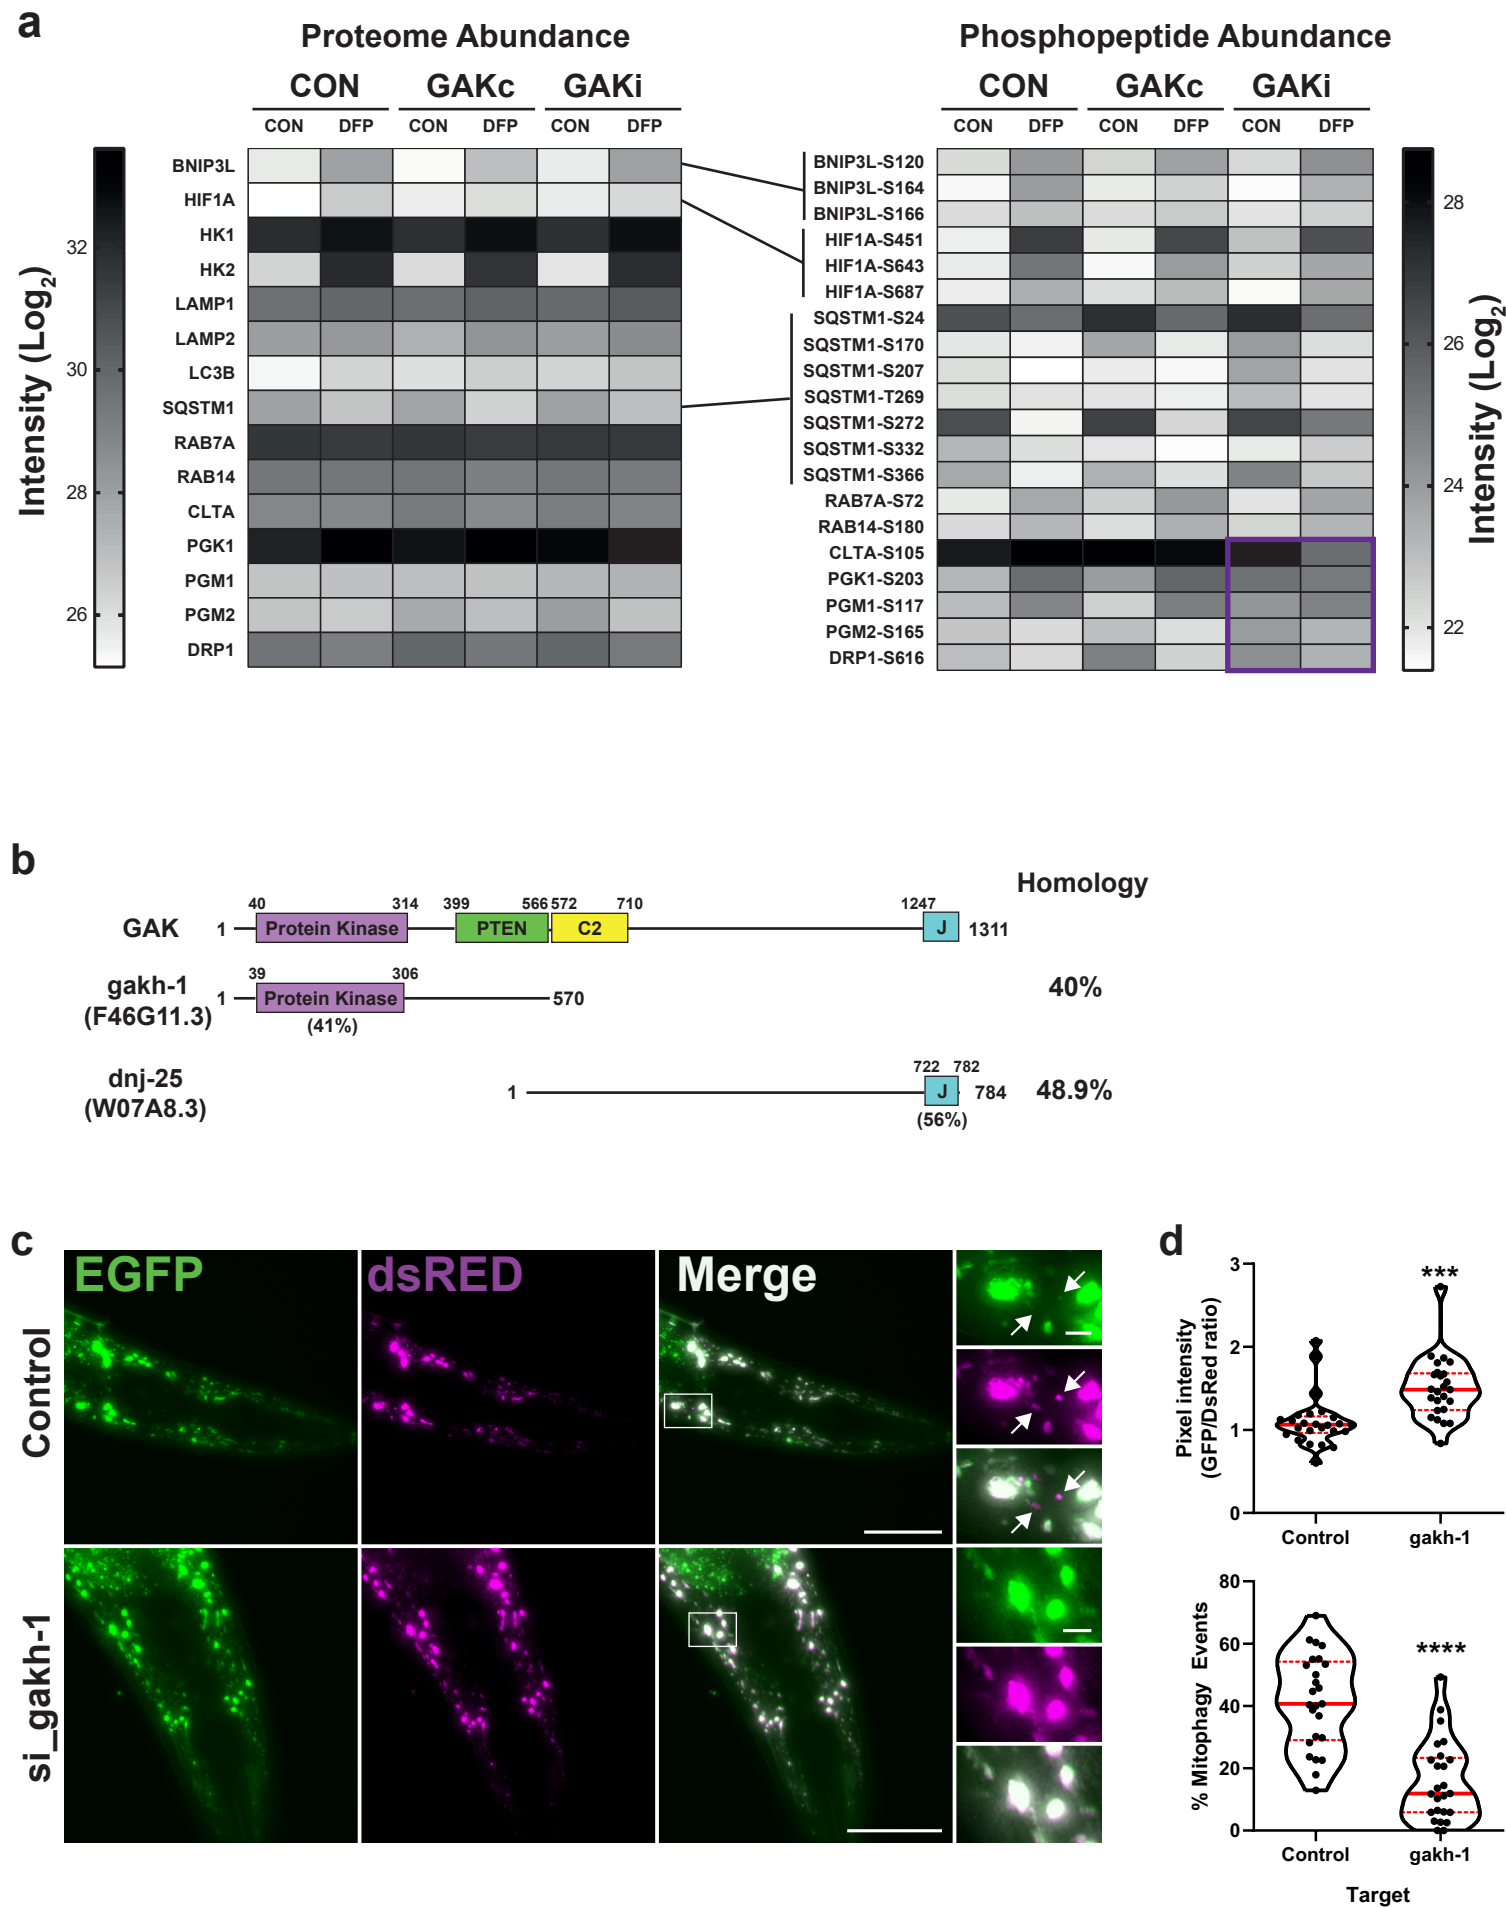 a
Proteome Abundance
Phosphopeptide Abundance
CON GAKc GAKi
CON DFP CON DFP CON DFP
CON GAKc GAKi
CON DFP CON DFP CON DFP
Intensity (Log2)
32
30
28
26
BNIP3L
HIF1A
HK1
HK2
LAMP1
LAMP2
LC3B
SQSTM1
RAB7A
RAB14
CLTA
PGK1
PGM1
PGM2
DRP1
BNIP3L-S120
BNIP3L-S164
BNIP3L-S166
HIF1A-S451
HIF1A-S643
HIF1A-S687
SQSTM1-S24
SQSTM1-S170
SQSTM1-S207
SQSTM1-T269
SQSTM1-S272
SQSTM1-S332
SQSTM1-S366
RAB7A-S72
RAB14-S180
CLTA-S105
PGK1-S203
PGM1-S117
PGM2-S165
DRP1-S616
28
26
24
22
Intensity (Log2)
b
Homology
GAK 1 40 Protein Kinase 314 399 PTEN 566 572 C2 710 1247 J 1311
gakh-1
(F46G11.3)
1 39 Protein Kinase 306 570 40%
(41%)
dnj-25
(W07A8.3)
1 722 J 782 784 48.9%
(56%)
c
EGFP dsRED Merge
Control
si_gakh-1
d
3
2
1
0
Pixel intensity
(GFP/DsRed ratio)
***
Control gakh-1
80
60
40
20
0
% Mitophagy Events
****
Control gakh-1
Target